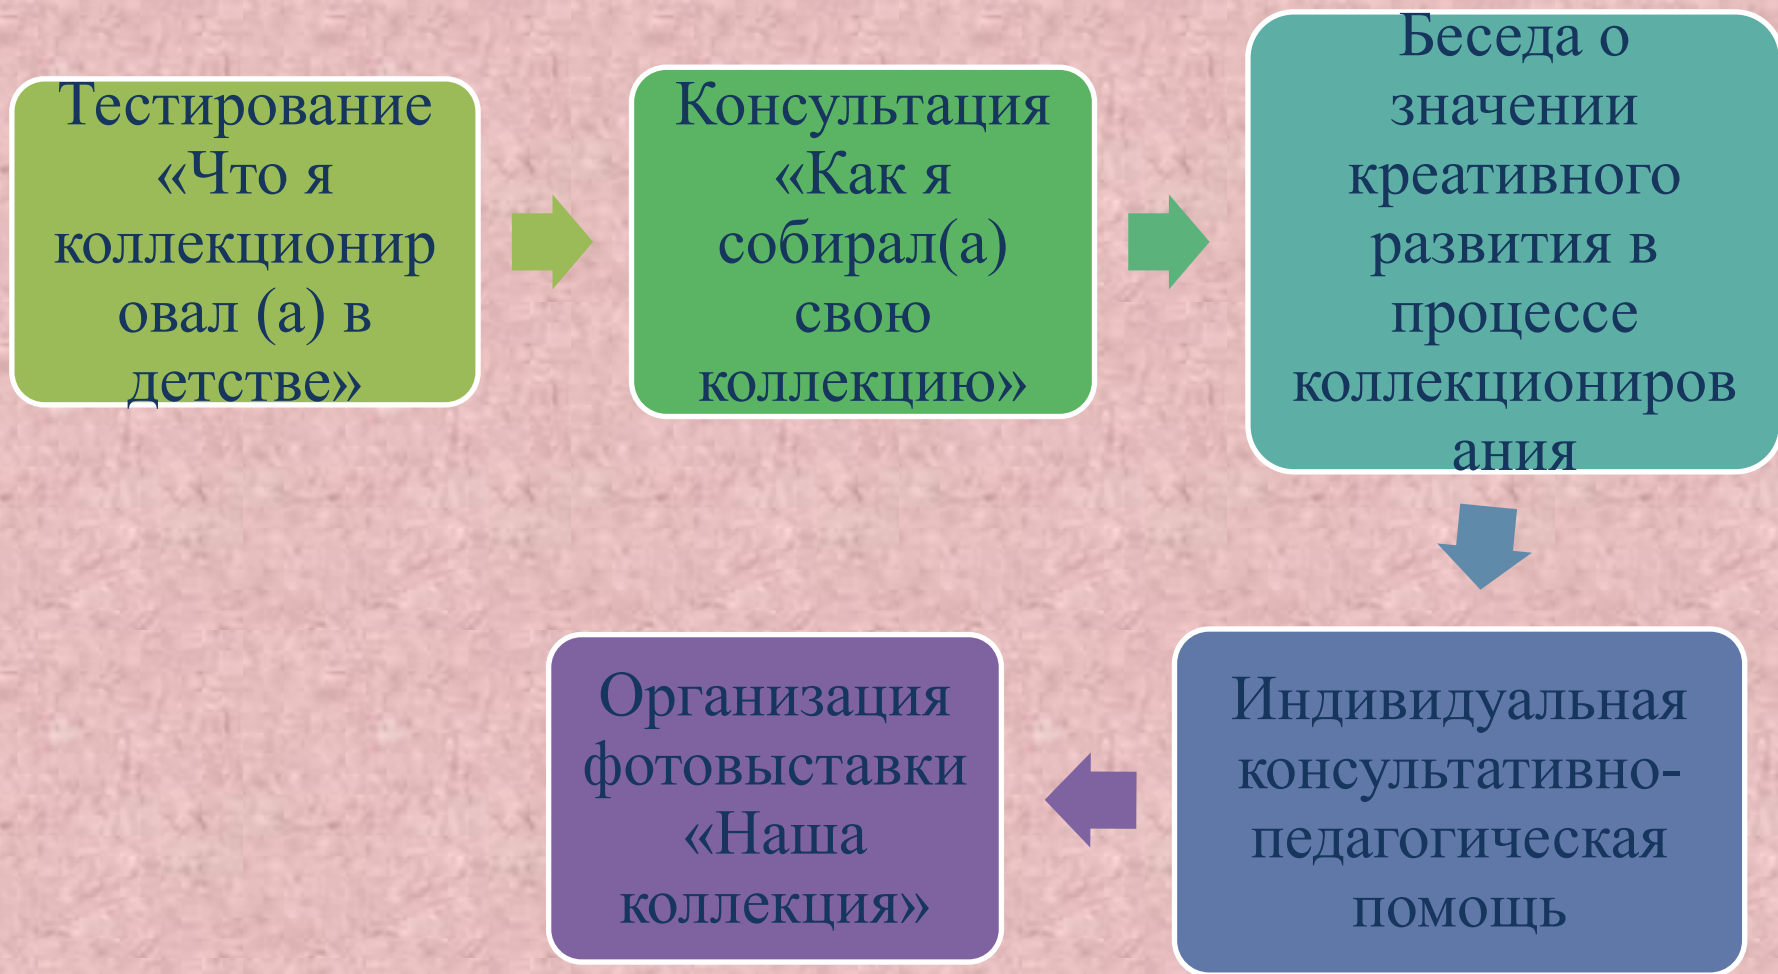 Тестирование
«Что я
коллекционир
овал (а) в
детстве»
Консультация
«Как я
собирал(а)
свою
коллекцию»
Беседа о
значении
креативного
развития в
процессе
коллекциониров
ания
Индивидуальная
консультативно-
педагогическая
помощь
Организация
фотовыставки
«Наша
коллекция»